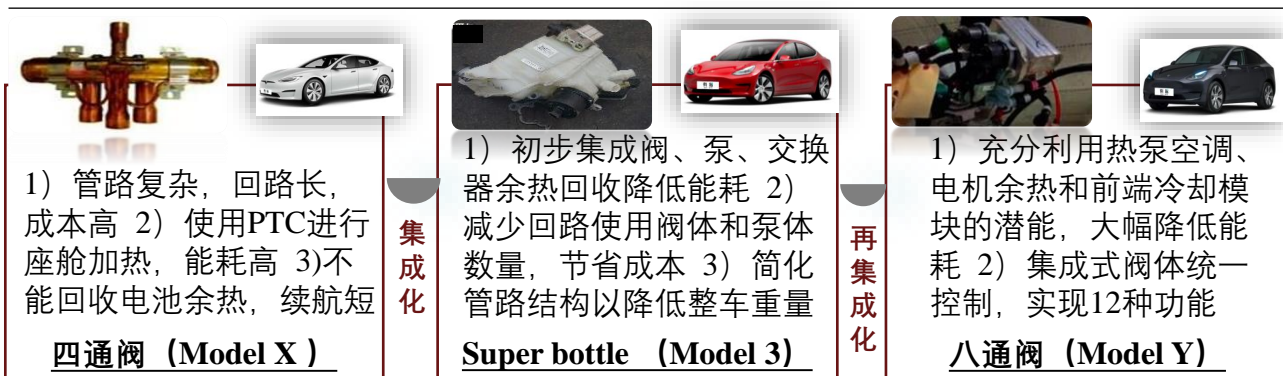 1）管路复杂，回路长，
成本高 2） 使用PTC进行
座舱加热，能耗高 3)不
能回收电池余热，续航短
四通阀（Model X ）
集
成
化
1）初步集成阀、泵、交换
器余热回收降低能耗 2）
减少回路使用阀体和泵体
数量，节省成本 3）简化
管路结构以降低整车重量
Super bottle （Model 3）
再
集
成
化
1）充分利用热泵空调、
电机余热和前端冷却模
块的潜能，大幅降低能
耗 2）集成式阀体统一
控制，实现12种功能
八通阀（Model Y）